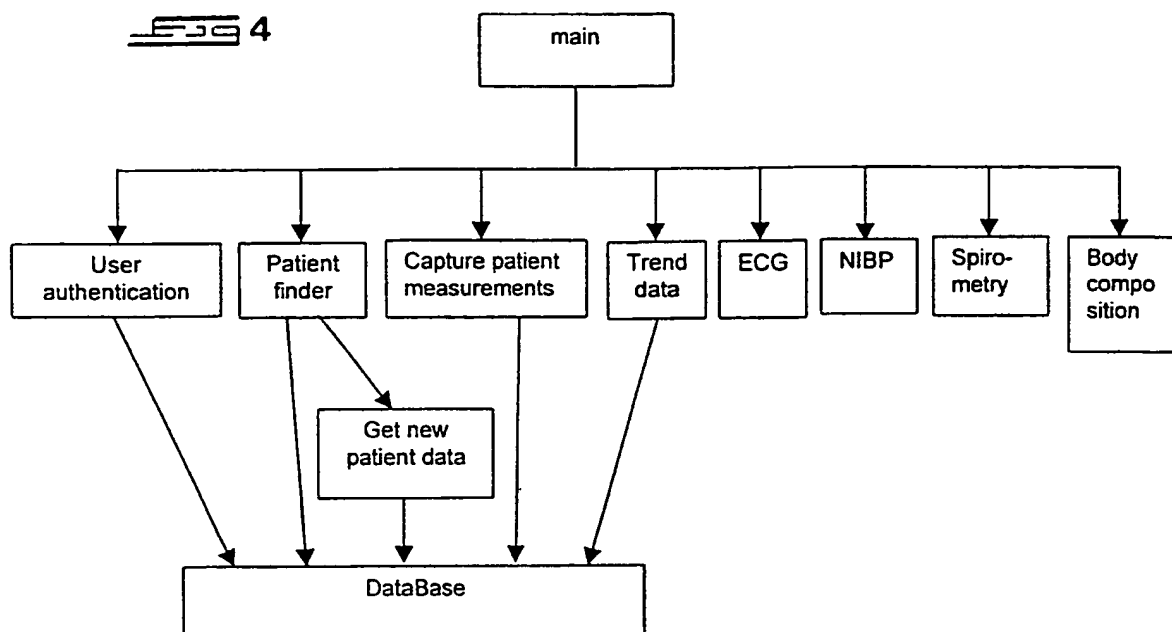 FIG 4
main
User
authentication
Patient
finder
Capture patient
measurements
Trend
data
ECG
NIBP
Spiro-
metry
Body
compo
sition
Get new
patient data
DataBase